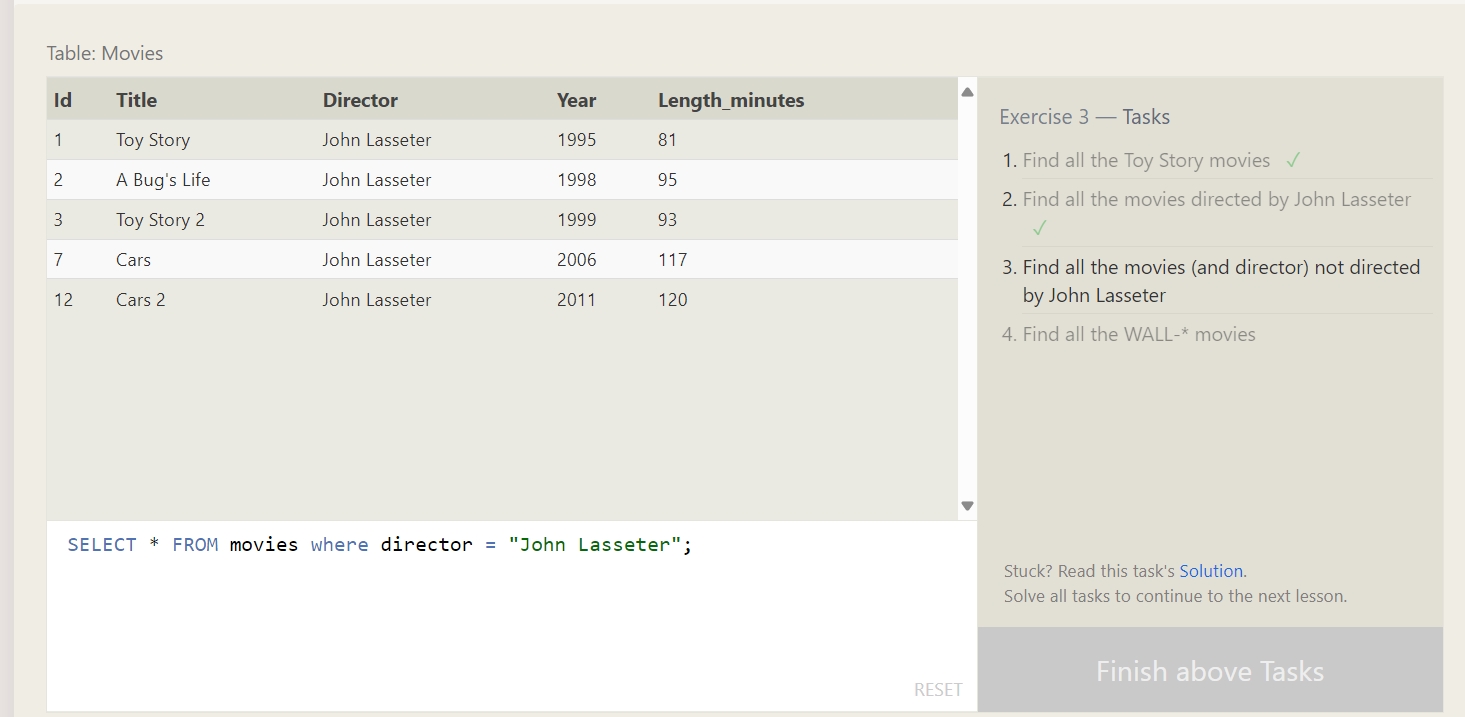 Table: Movies
Id Title Director Year Length_minutes
1 Toy Story John Lasseter 1995 81
2 A Bug's Life John Lasseter 1998 95
3 Toy Story 2 John Lasseter 1999 93
7 Cars John Lasseter 2006 117
12 Cars 2 John Lasseter 2011 120
SELECT * FROM movies where director = "John Lasseter";
RESET
Exercise 3 — Tasks
1. Find all the Toy Story movies ✓
2. Find all the movies directed by John Lasseter
✓
3. Find all the movies (and director) not directed
by John Lasseter
4. Find all the WALL-* movies
Stuck? Read this task's Solution.
Solve all tasks to continue to the next lesson.
Finish above Tasks